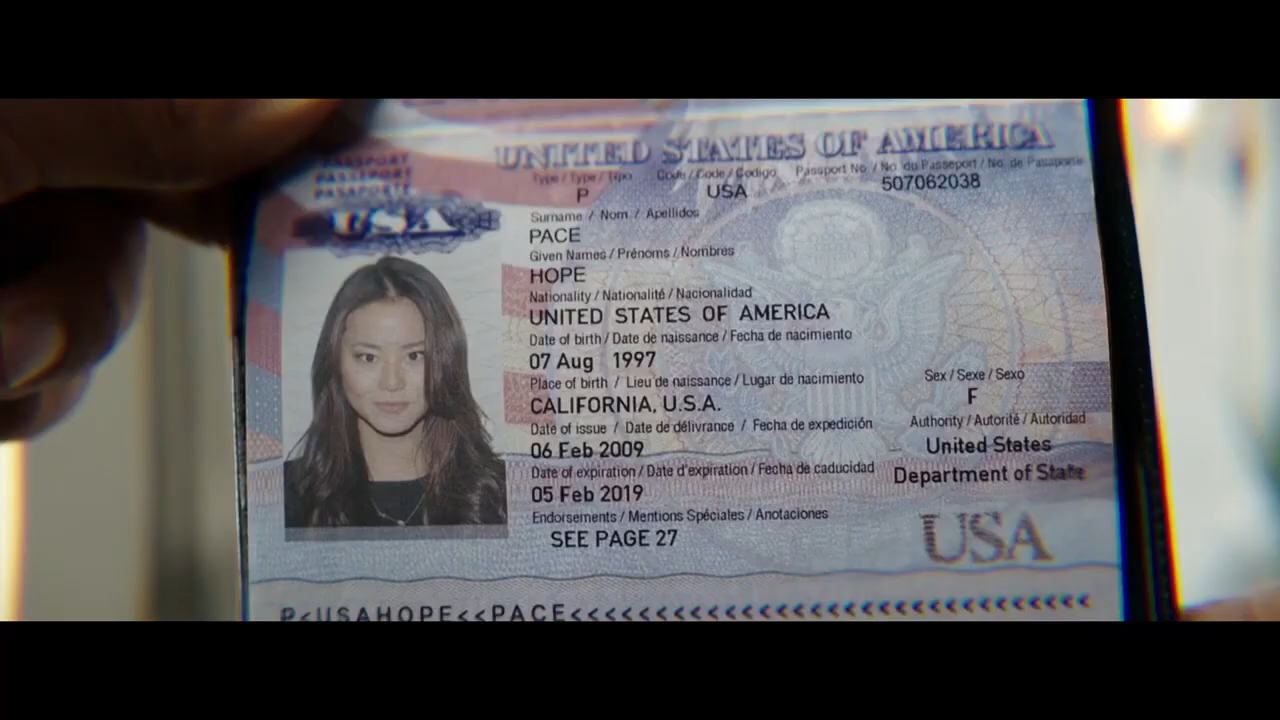 PASSPORT
PASSPORT
PASAPORTE
USA
UNITED STATES OF AMERICA
Type / Type / Tipo Code / Code / Codigo Passport No. / No. du Passeport / No. de Pasaporte
P USA 507062038
Surname / Nom / Apellidos
PACE
Given Names / Prénoms / Nombres
HOPE
Nationality / Nationalité / Nacionalidad
UNITED STATES OF AMERICA
Date of birth / Date de naissance / Fecha de nacimiento
07 Aug 1997
Place of birth / Lieu de naissance / Lugar de nacimiento
CALIFORNIA, U.S.A.
Sex / Sexe / Sexo
F
Date of issue / Date de délivrance / Fecha de expedición
06 Feb 2009
Authority / Autorité / Autoridad
United States
Department of State
Date of expiration / Date d'expiration / Fecha de caducidad
05 Feb 2019
Endorsements / Mentions Spéciales / Anotaciones
SEE PAGE 27
USA
P<USAHOPE<<PACE<<<<<<<<<<<<<<<<<<<<<<<<<<<<<